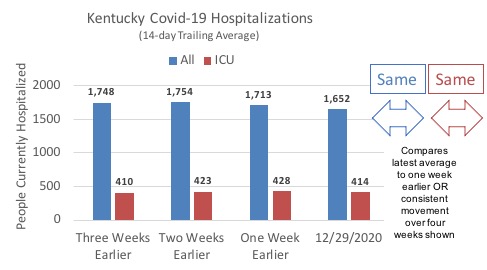 Kentucky Covid-19 Hospitalizations
(14-day Trailing Average)
All ICU
People Currently Hospitalized
2000
1500
1000
500
0
1,748
410
1,754
423
1,713
428
1,652
414
Three Weeks
Earlier
Two Weeks
Earlier
One Week
Earlier
12/29/2020
Same
Same
Compares
latest average
to one week
earlier OR
consistent
movement
over four
weeks shown